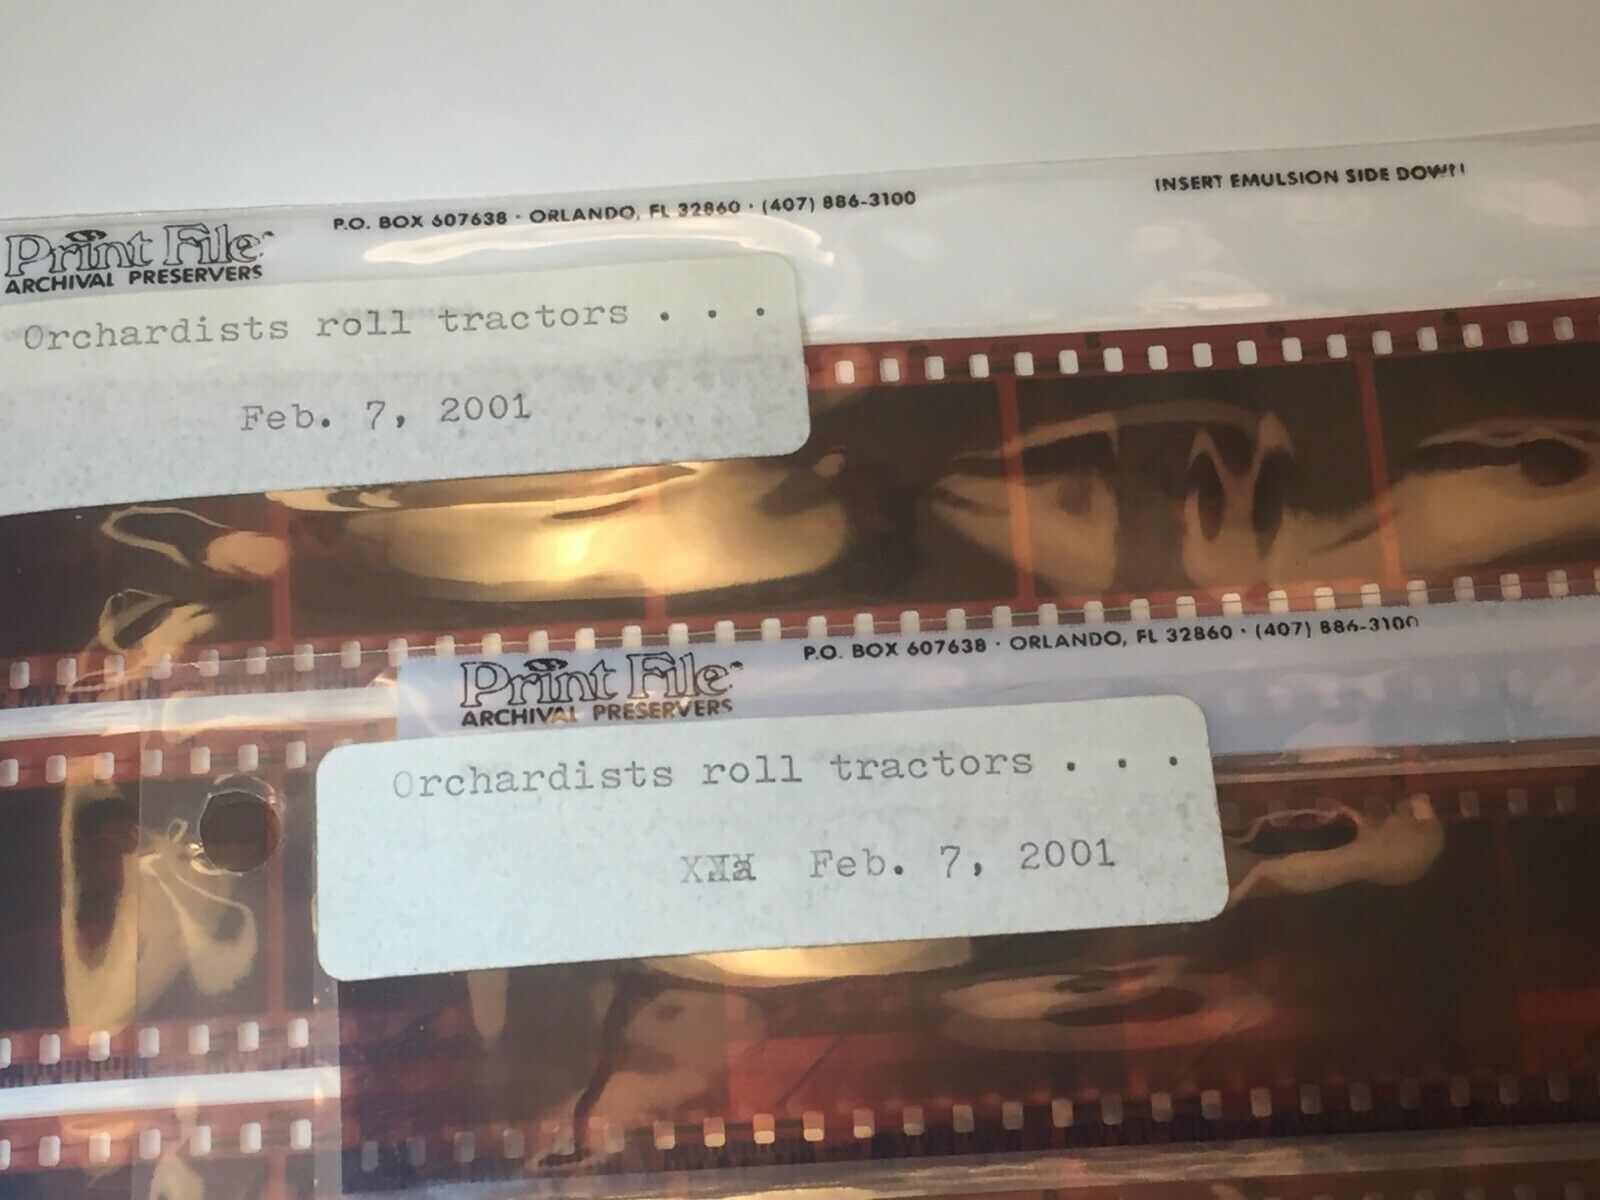 P.O. BOX 607638 · ORLANDO, FL 32860 · (407) 886-3100
INSERT EMULSION SIDE DOWN
Print File
ARCHIVAL PRESERVERS
Orchardists roll tractors . . .
Feb. 7, 2001
P.O. BOX 607638 · ORLANDO, FL 32860 · (407) 886-3100
Print File
ARCHIVAL PRESERVERS
Orchardists roll tractors . . .
Feb. 7, 2001